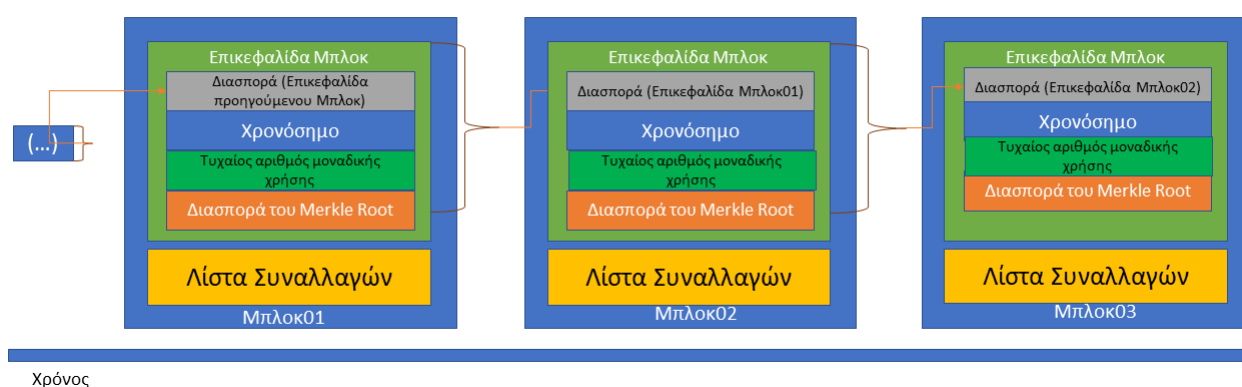 (...)
Επικεφαλίδα Μπλοκ
Διασπορά (Επικεφαλίδα
προηγούμενου Μπλοκ)
Χρονόσημο
Τυχαίος αριθμός μοναδικής
χρήσης
Διασπορά του Merkle Root
Λίστα Συναλλαγών
Μπλοκ01
Επικεφαλίδα Μπλοκ
Διασπορά (Επικεφαλίδα Μπλοκ01)
Χρονόσημο
Τυχαίος αριθμός μοναδικής
χρήσης
Διασπορά του Merkle Root
Λίστα Συναλλαγών
Μπλοκ02
Επικεφαλίδα Μπλοκ
Διασπορά (Επικεφαλίδα Μπλοκ02)
Χρονόσημο
Τυχαίος αριθμός μοναδικής
χρήσης
Διασπορά του Merkle Root
Λίστα Συναλλαγών
Μπλοκ03
Χρόνος